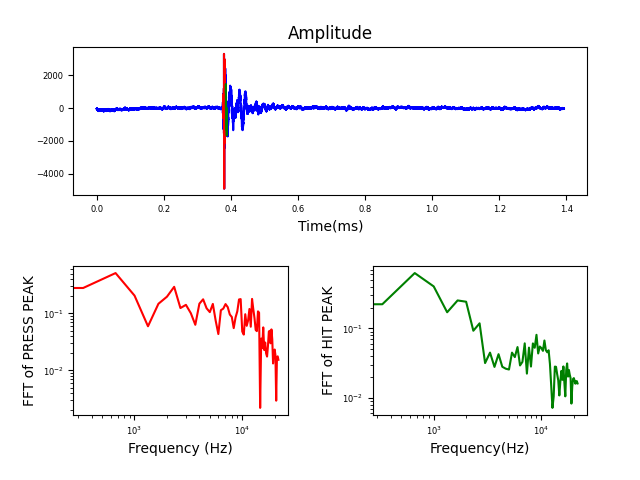 Amplitude
2000
0
−2000
−4000
0.0 0.2 0.4 0.6 0.8 1.0 1.2 1.4
Time(ms)
FFT of PRESS PEAK
10⁻¹
10⁻²
10³ 10⁴
Frequency (Hz)
FFT of HIT PEAK
10⁻¹
10⁻²
10³ 10⁴
Frequency(Hz)